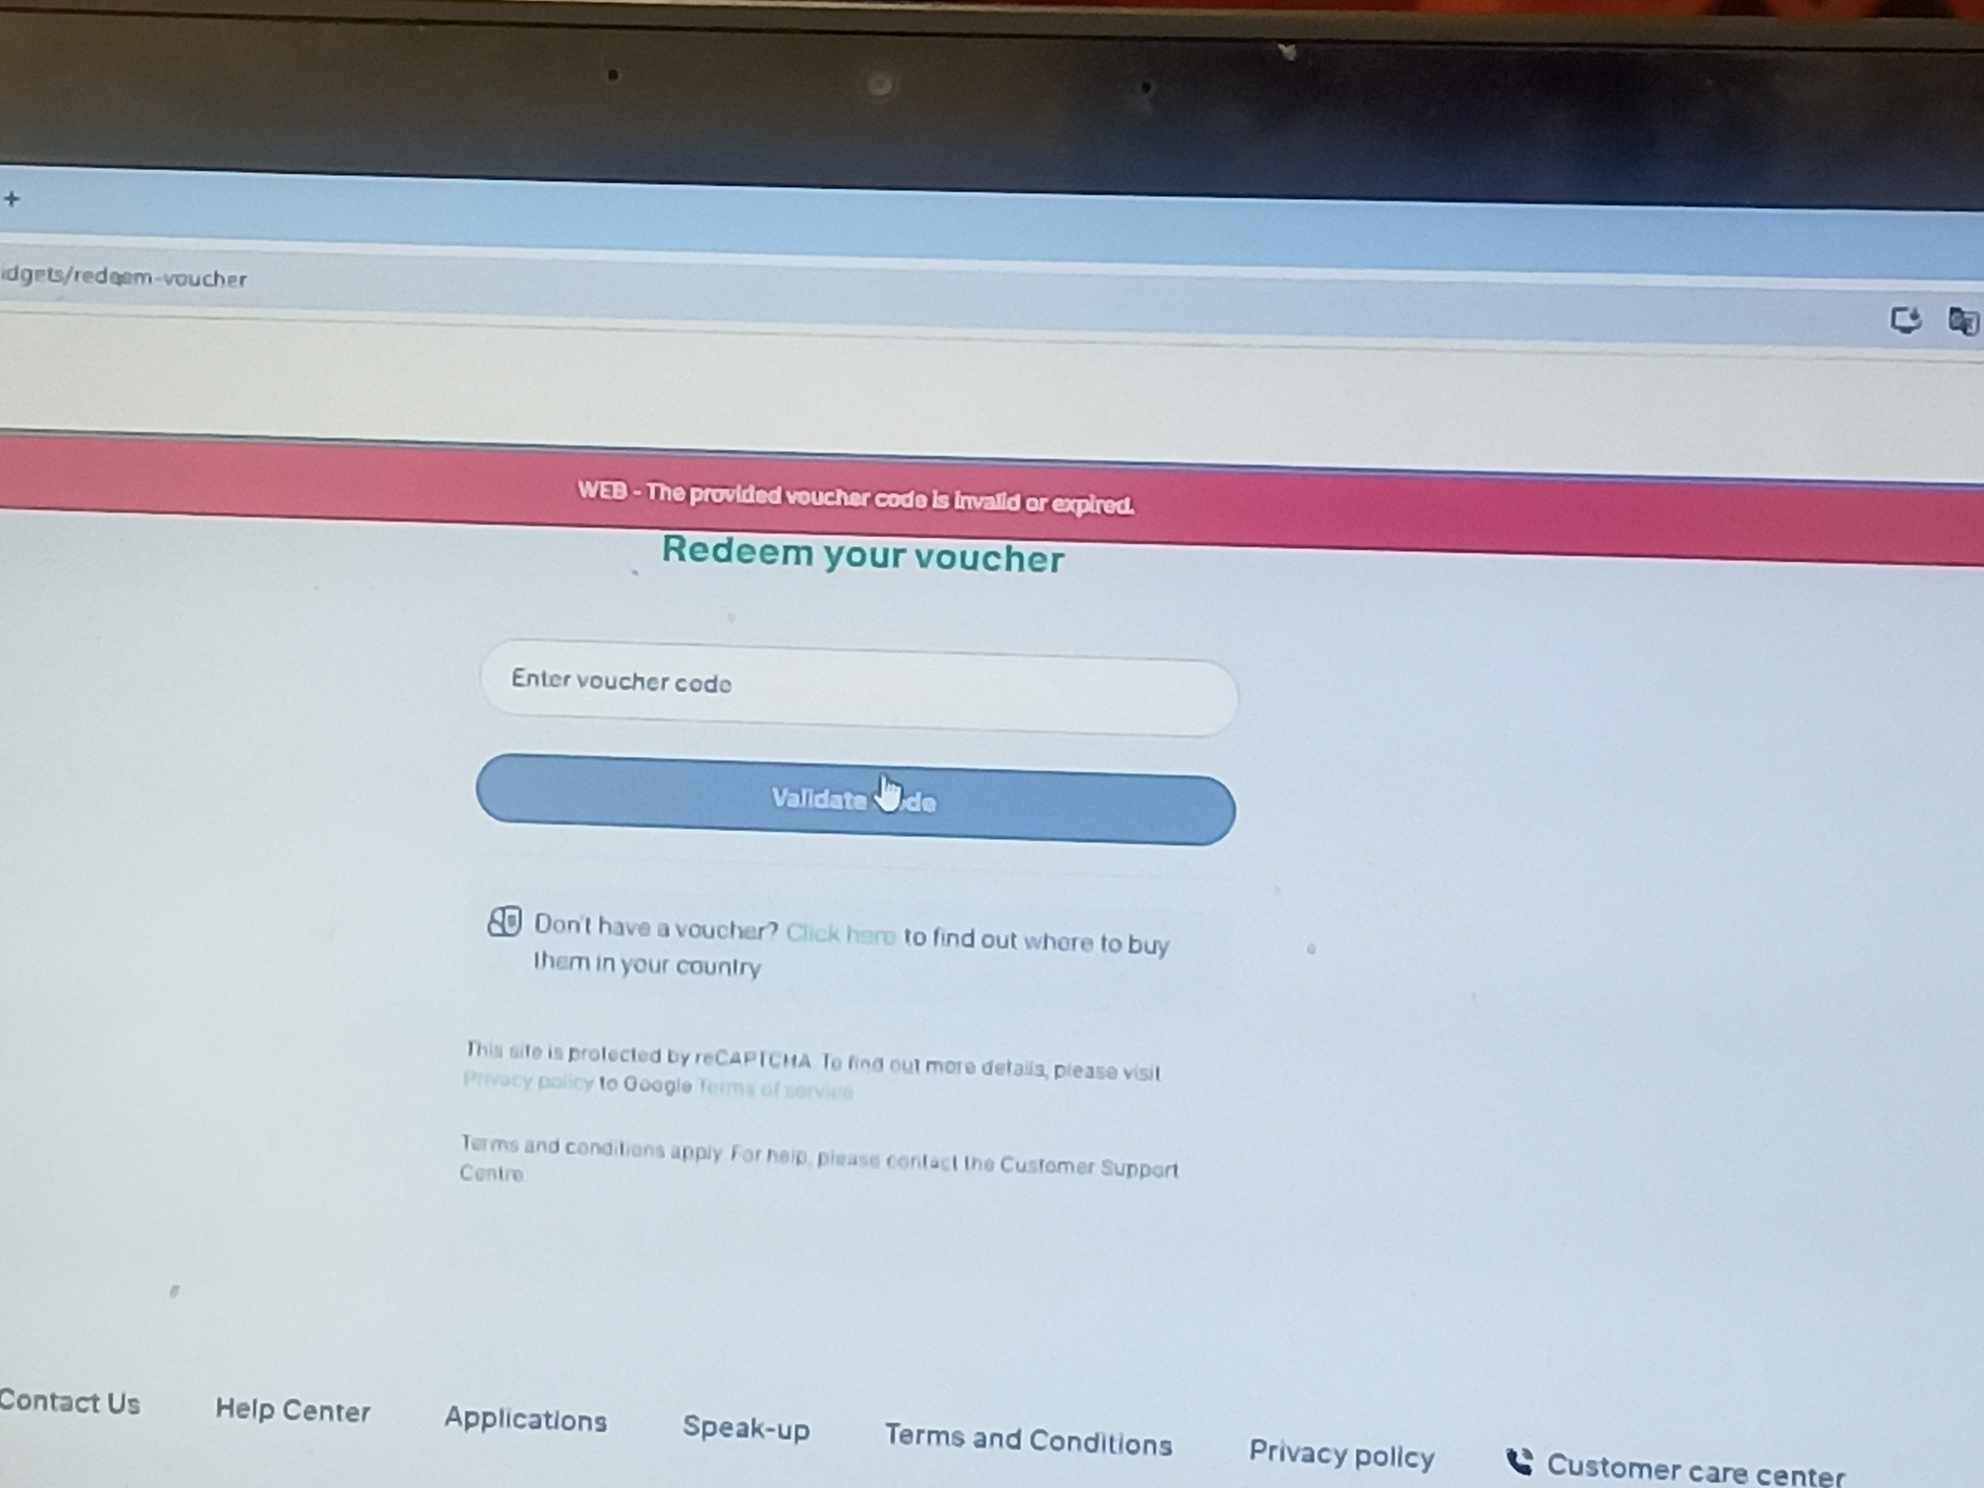 +
idgets/redeem-voucher
WEB - The provided voucher code is invalid or expired.
Redeem your voucher
Enter voucher code
Validate de
Don't have a voucher? Click here to find out where to buy
them in your country
This site is protected by reCAPTCHA. To find out more details, please visit
Privacy policy to Google Terms of service
Terms and conditions apply. For help, please contact the Customer Support
Centre.
Contact Us Help Center Applications Speak-up Terms and Conditions Privacy policy Customer care center